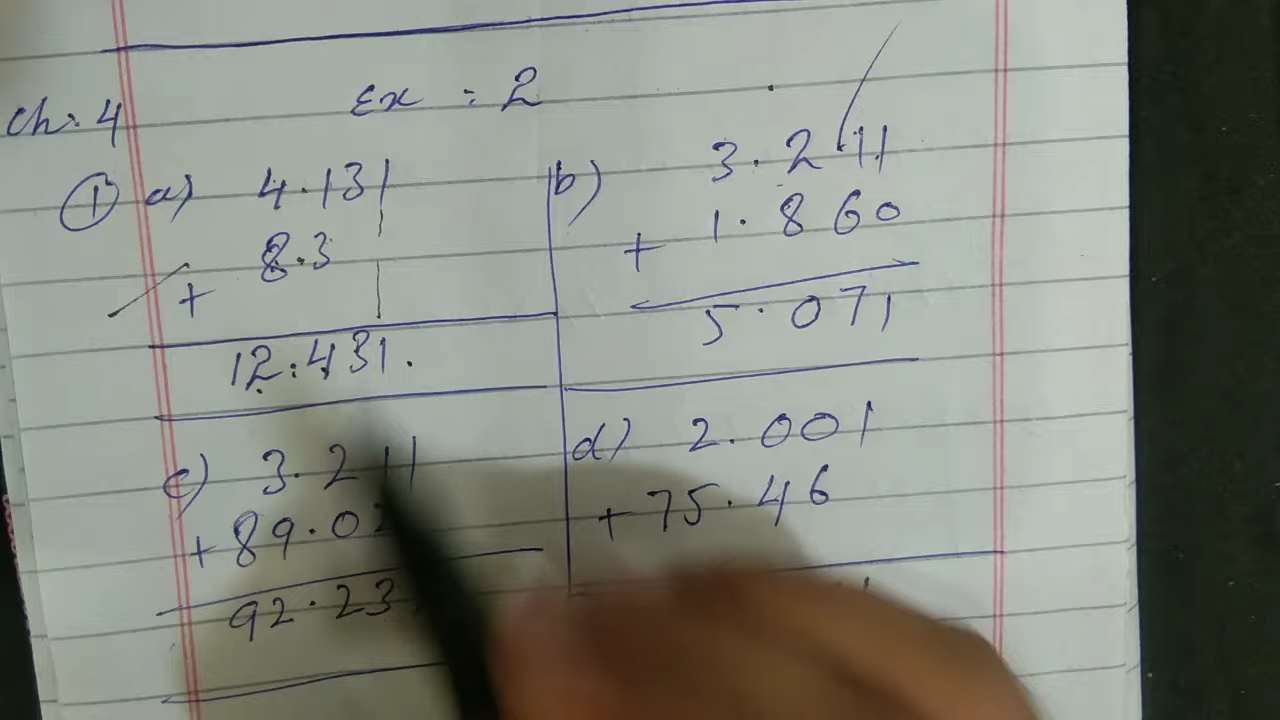 Ch: 4 Ex : 2
① a) 4.131
+ 8.3
12.431.
b) 3.211
+ 1.860
5.071
c) 3.211
+ 89.02
92.23
d) 2.001
+ 75.46